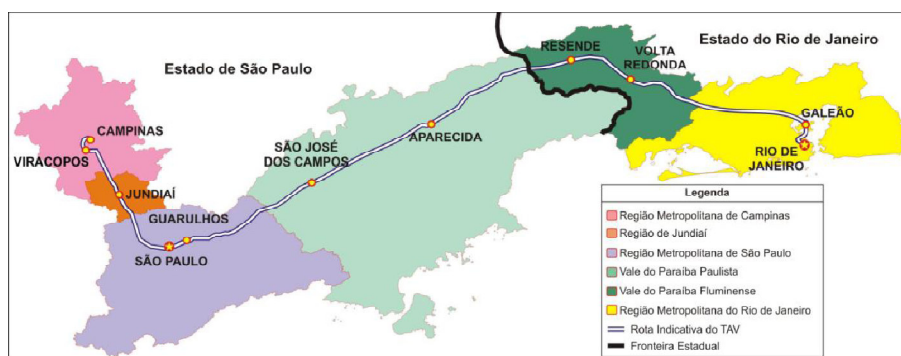 Estado de São Paulo
Estado do Rio de Janeiro
RESENDE
VOLTA
REDONDA
CAMPINAS
VIRACOPOS
JUNDIAÍ
GUARULHOS
SÃO PAULO
SÃO JOSÉ
DOS CAMPOS
APARECIDA
GALEÃO
RIO DE
JANEIRO
Legenda
Região Metropolitana de Campinas
Região de Jundiaí
Região Metropolitana de São Paulo
Vale do Paraíba Paulista
Vale do Paraíba Fluminense
Região Metropolitana do Rio de Janeiro
Rota Indicativa do TAV
Fronteira Estadual